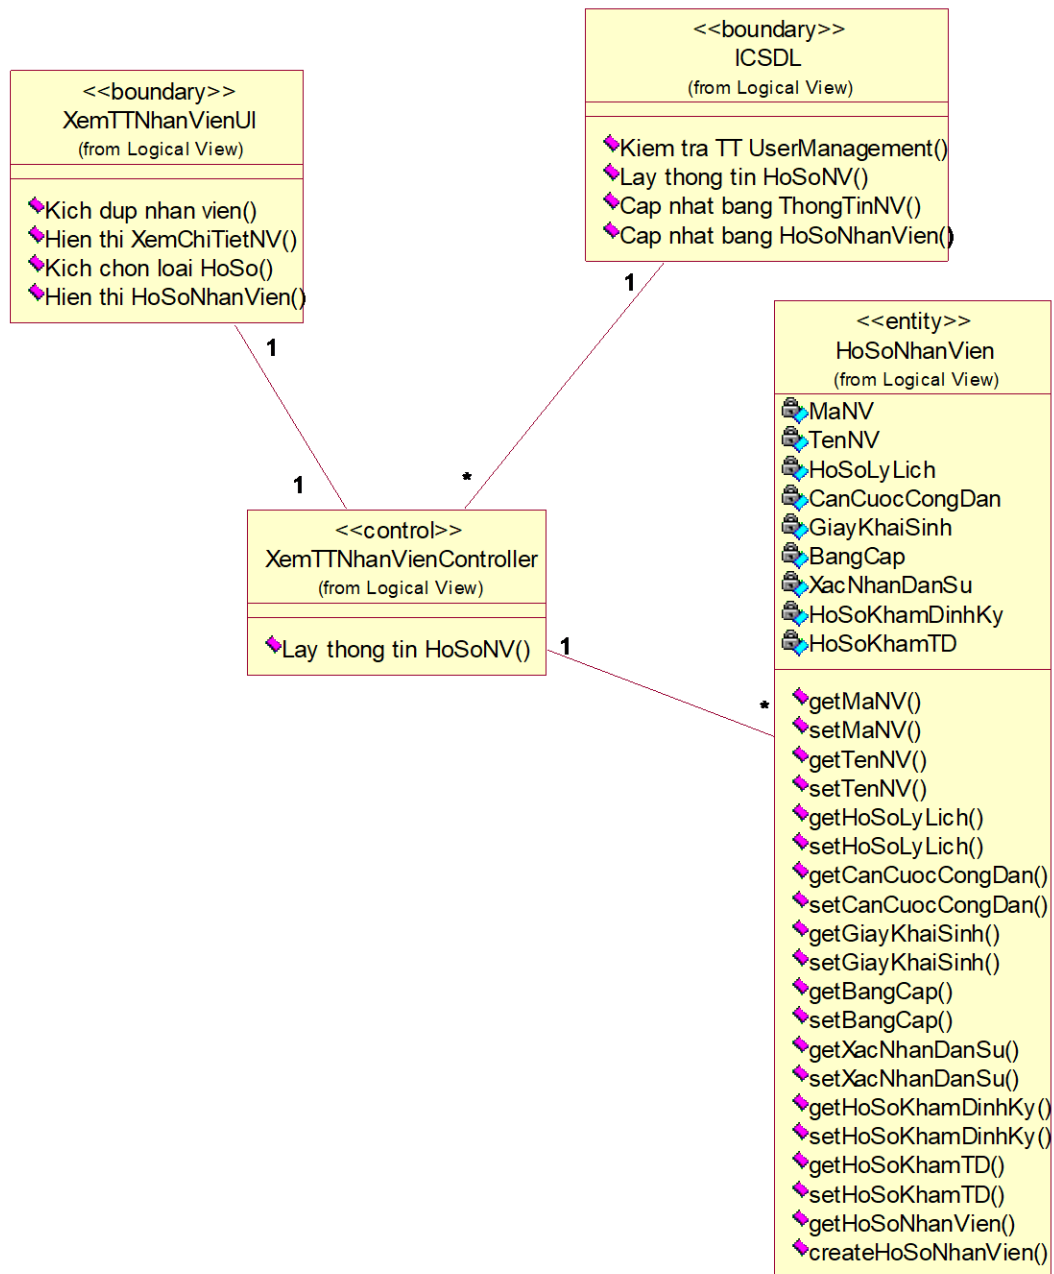 <<boundary>>
XemTTNhanVienUI
(from Logical View)
Kich dup nhan vien()
Hien thi XemChiTietNV()
Kich chon loai HoSo()
Hien thi HoSoNhanVien()
<<boundary>>
ICSDL
(from Logical View)
Kiem tra TT UserManagement()
Lay thong tin HoSoNV()
Cap nhat bang ThongTinNV()
Cap nhat bang HoSoNhanVien()
1
1
1
*
<<control>>
XemTTNhanVienController
(from Logical View)
Lay thong tin HoSoNV()
1
*
<<entity>>
HoSoNhanVien
(from Logical View)
MaNV
TenNV
HoSoLyLich
CanCuocCongDan
GiayKhaiSinh
BangCap
XacNhanDanSu
HoSoKhamDinhKy
HoSoKhamTD
getMaNV()
setMaNV()
getTenNV()
setTenNV()
getHoSoLyLich()
setHoSoLyLich()
getCanCuocCongDan()
setCanCuocCongDan()
getGiayKhaiSinh()
setGiayKhaiSinh()
getBangCap()
setBangCap()
getXacNhanDanSu()
setXacNhanDanSu()
getHoSoKhamDinhKy()
setHoSoKhamDinhKy()
getHoSoKhamTD()
setHoSoKhamTD()
getHoSoNhanVien()
createHoSoNhanVien()